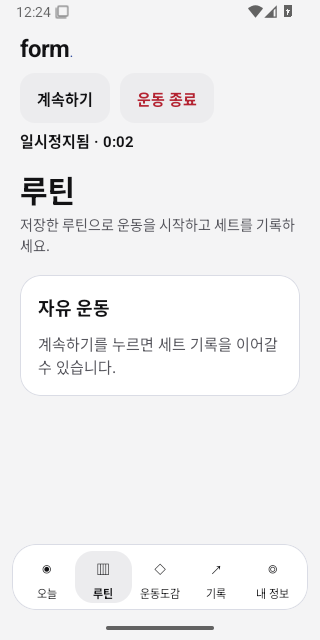 12:24
form.
계속하기
운동 종료
일시정지됨 · 0:02
루틴
저장한 루틴으로 운동을 시작하고 세트를 기록하
세요.
자유 운동
계속하기를 누르면 세트 기록을 이어갈
수 있습니다.
오늘
루틴
운동도감
기록
내 정보